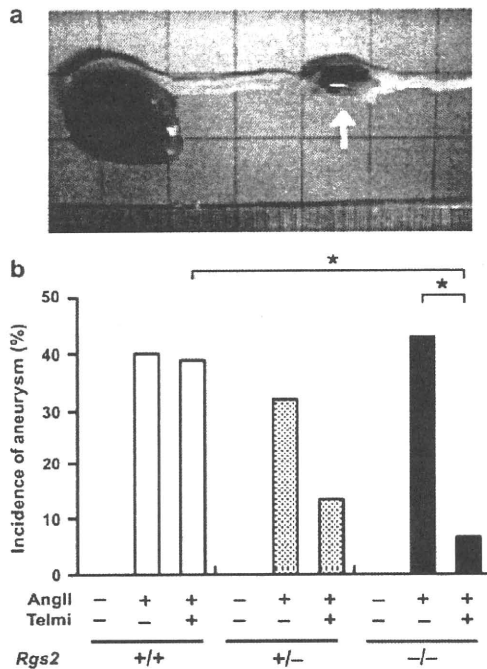 a
b
*
*
Incidence of aneurysm (%)
50
40
30
20
10
0
AngII – + + – + + – + +
Telmi – – + – – + – – +
Rgs2 +/+ +/– –/–